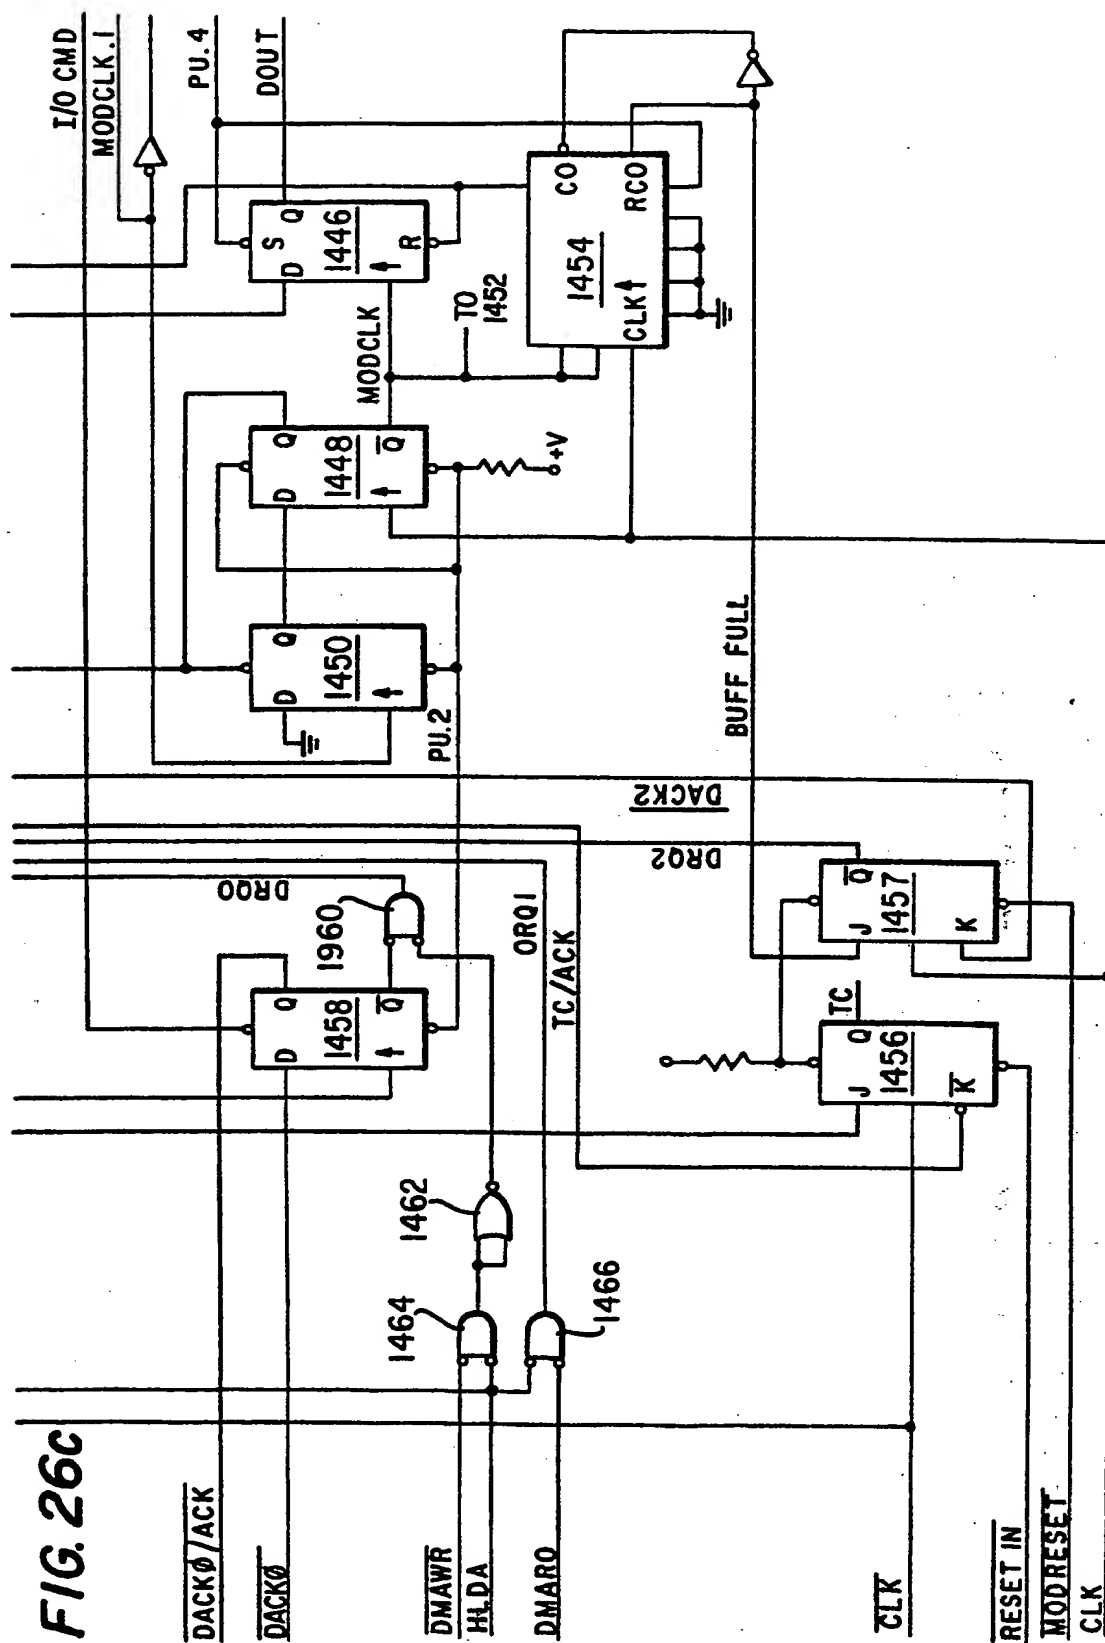 FIG. 26C
I/O CMD
MODCLK.1
PU.4
DOUT
DACKØ/ACK
DACKØ
DMAWR
HLDA
DMARO
CLK
RESET IN
MODRESET
CLK
1464
1462
1466
D
Q
1458
Q
1960
DRQ0
ORQ1
TC/ACK
DRQ2
DACK2
PU.2
D
Q
1450
D
Q
1448
Q
+V
MODCLK
TO
1452
S
D
Q
1446
R
CO
1454
RCO
CLK
BUFF FULL
J
Q
TC
1456
K
J
Q
1457
K